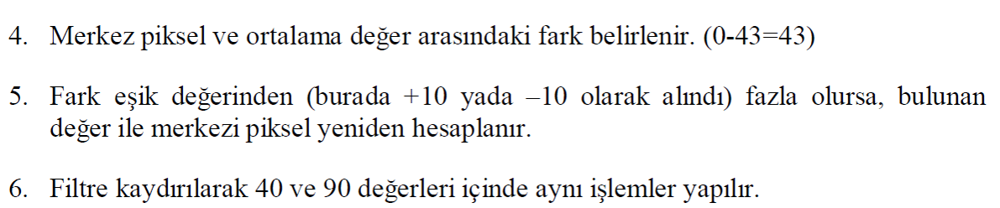 4. Merkez piksel ve ortalama değer arasındaki fark belirlenir. (0-43=43)
5. Fark eşik değerinden (burada +10 yada –10 olarak alındı) fazla olursa, bulunan
değer ile merkezi piksel yeniden hesaplanır.
6. Filtre kaydırılarak 40 ve 90 değerleri içinde aynı işlemler yapılır.